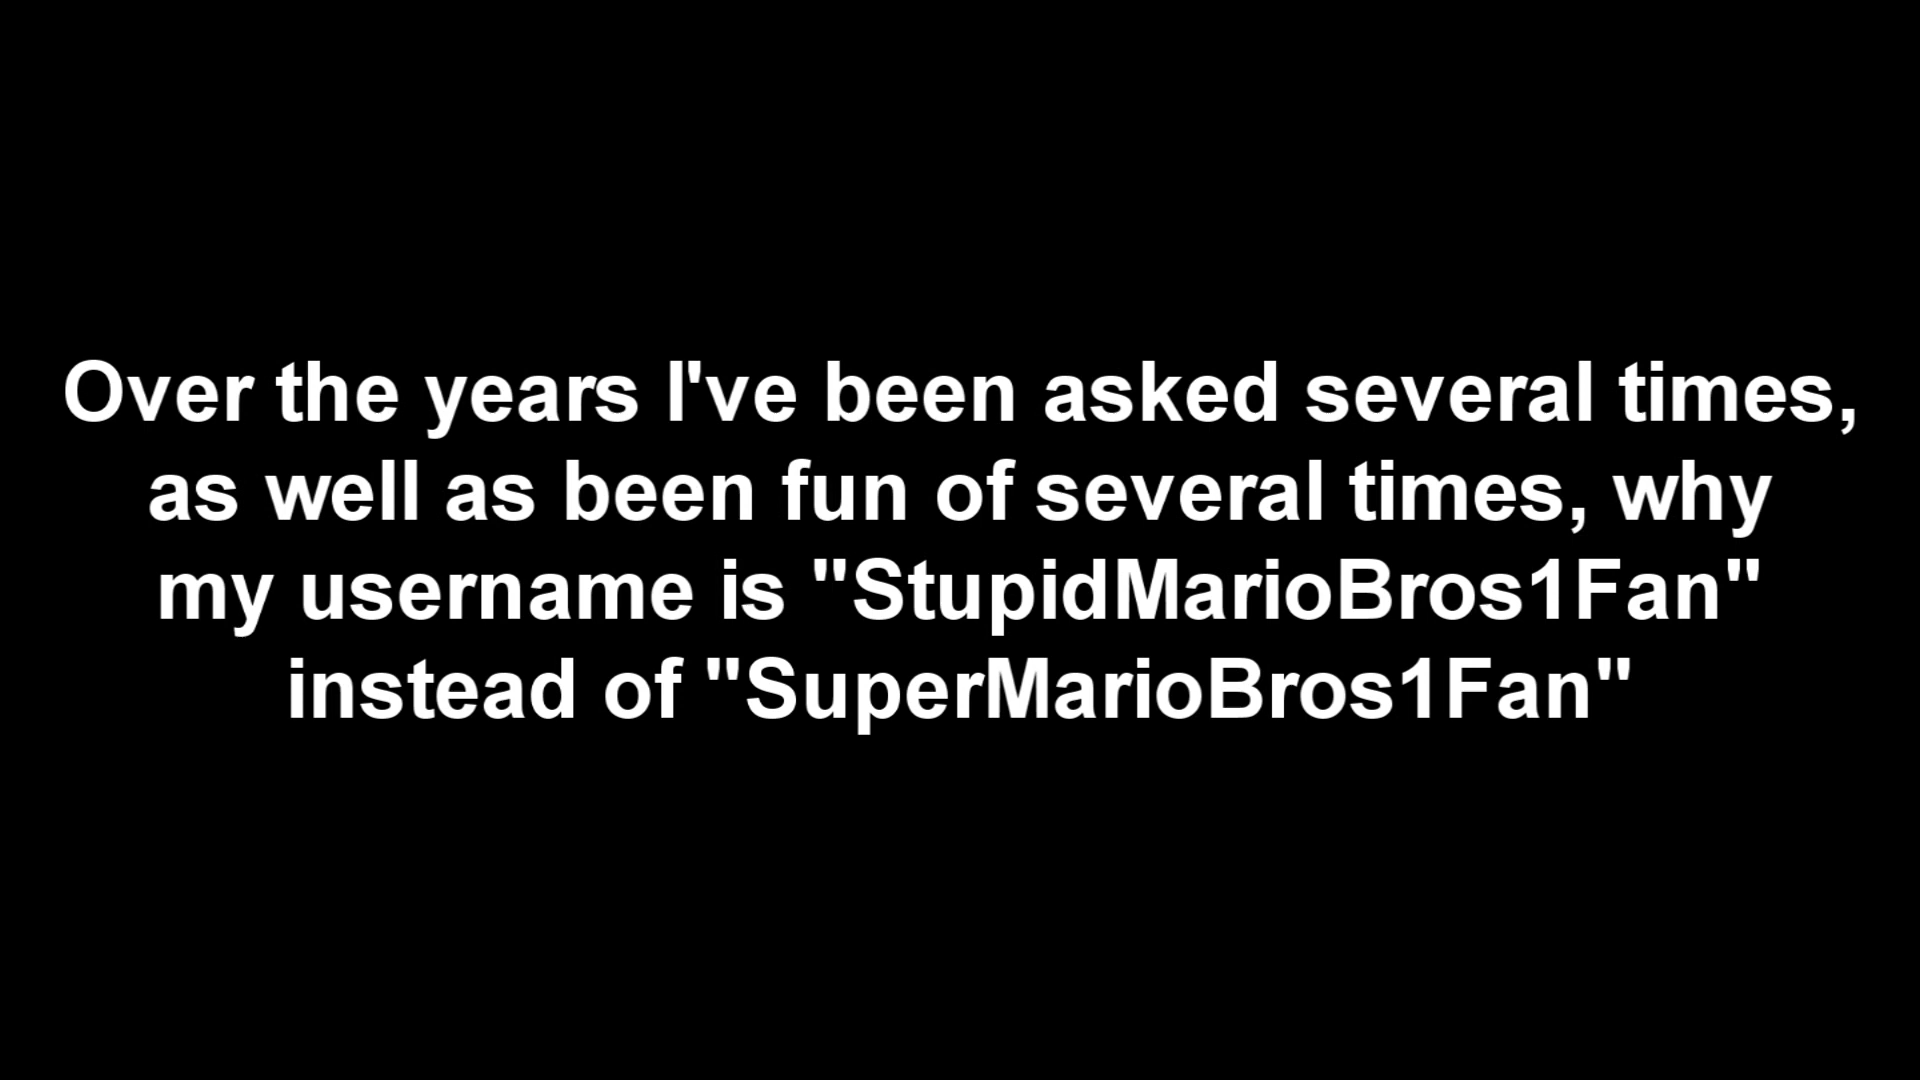 Over the years I've been asked several times,
as well as been fun of several times, why
my username is "StupidMarioBros1Fan"
instead of "SuperMarioBros1Fan"